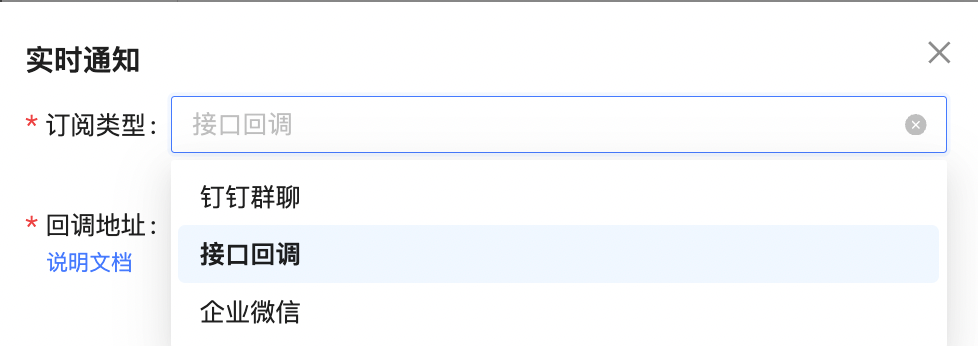 实时通知
* 订阅类型：
接口回调
钉钉群聊
* 回调地址：
接口回调
说明文档
企业微信